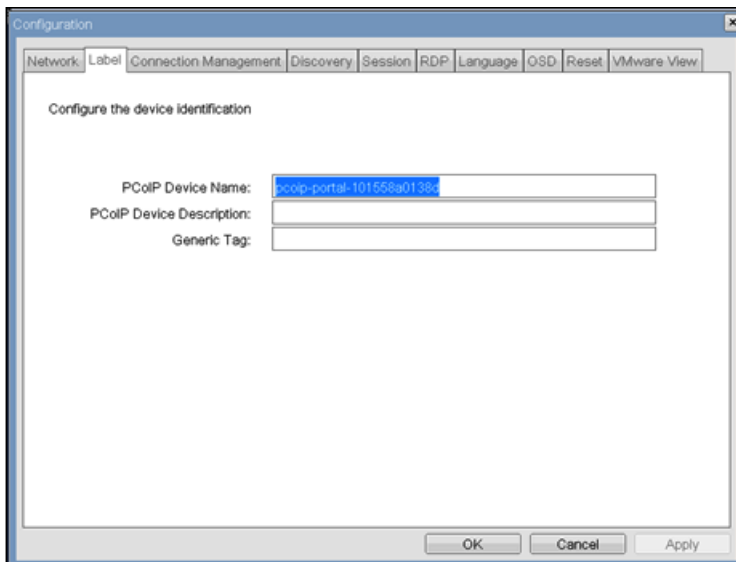 Configuration
Network Label Connection Management Discovery Session RDP Language OSD Reset VMware View
Configure the device identification
PCoIP Device Name: pcoip-portal-101558a0138d
PCoIP Device Description:
Generic Tag:
OK Cancel Apply